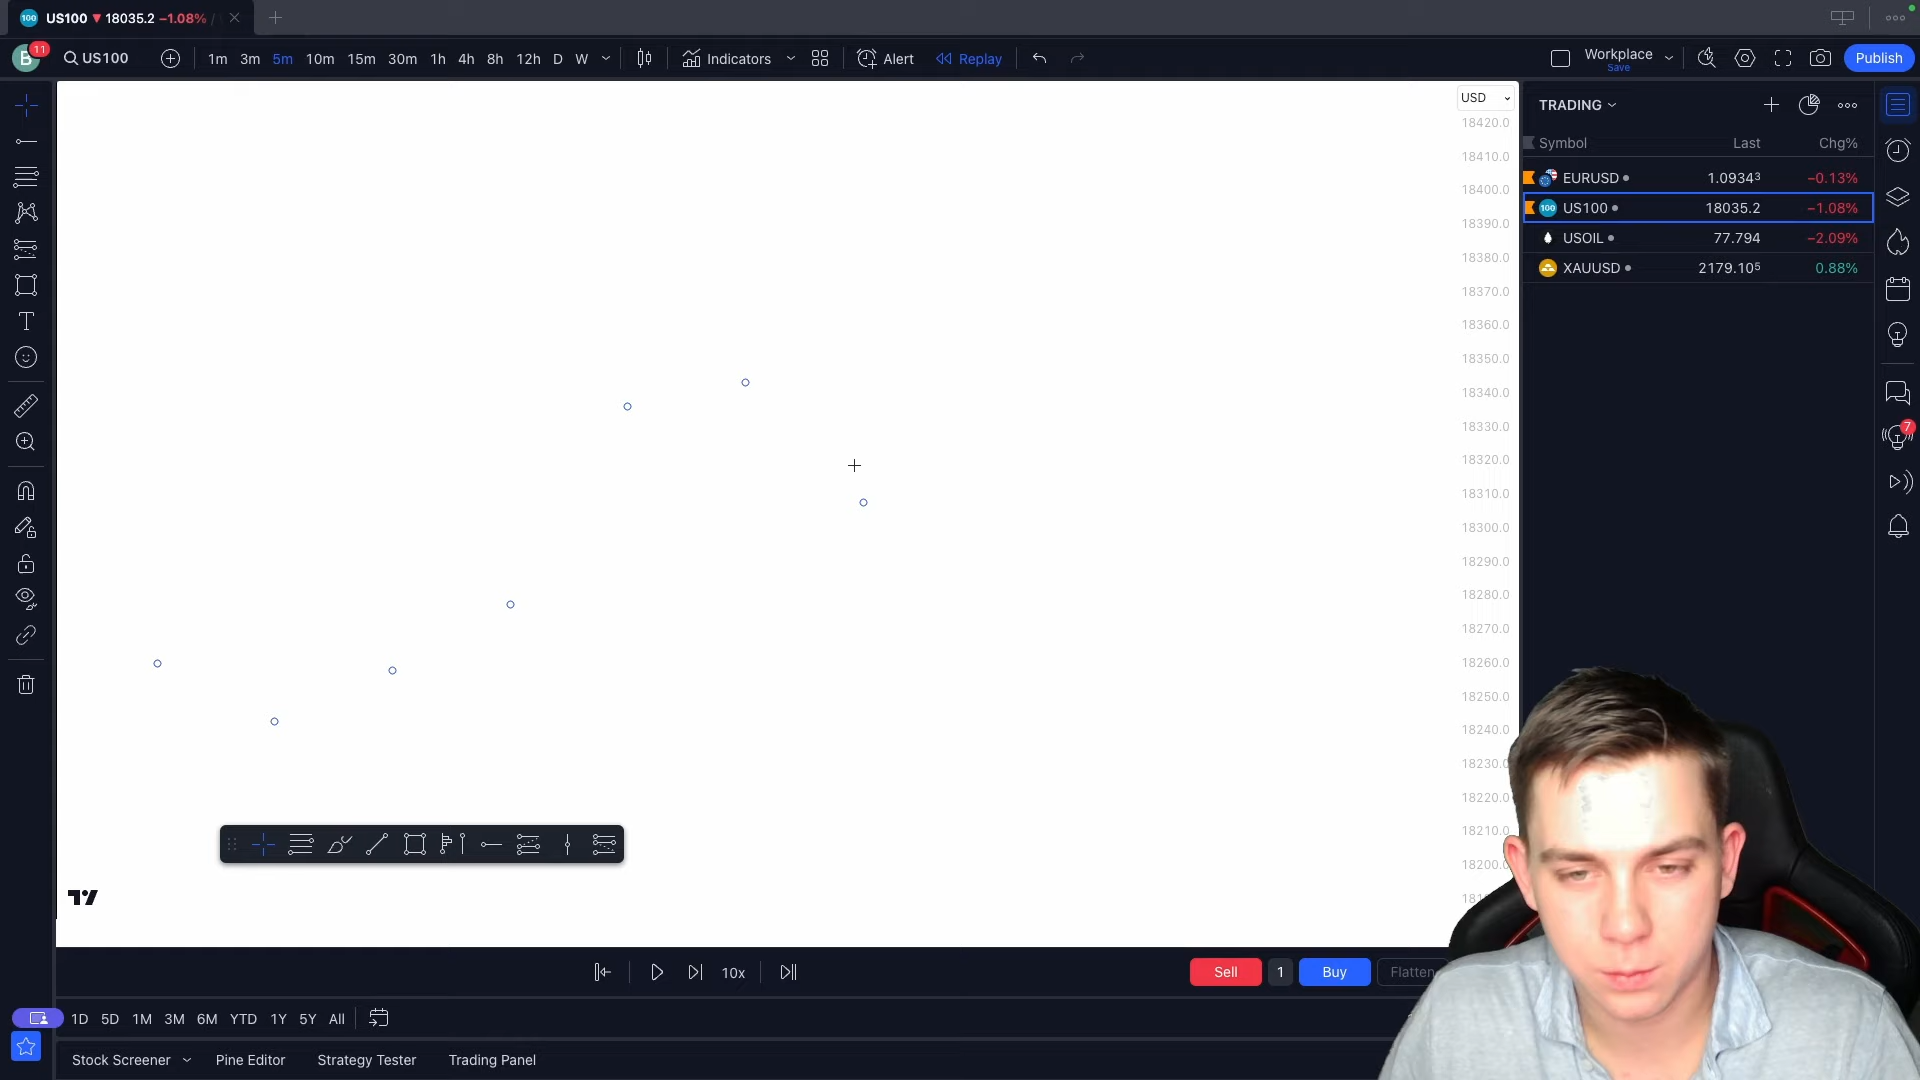 100 US100 ▼ 18035.2 −1.08% /
B 11 US100 1m 3m 5m 10m 15m 30m 1h 4h 8h 12h D W Indicators Alert Replay Workplace Save Publish
USD
TRADING
Symbol Last Chg%
EURUSD 1.09343 −0.13%
100 US100 18035.2 −1.08%
USOIL 77.794 −2.09%
XAUUSD 2179.105 0.88%
18420.0
18410.0
18400.0
18390.0
18380.0
18370.0
18360.0
18350.0
18340.0
18330.0
7
18320.0
18310.0
18300.0
18290.0
18280.0
18270.0
18260.0
18250.0
18240.0
18230.0
18220.0
18210.0
18200.0
T
10x Sell 1 Buy Flatten
1D 5D 1M 3M 6M YTD 1Y 5Y All
Stock Screener Pine Editor Strategy Tester Trading Panel